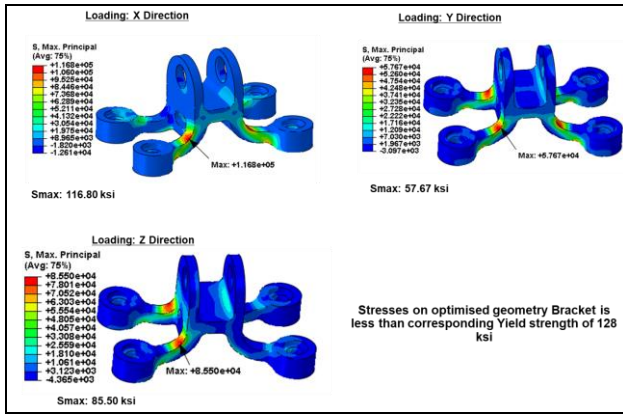 Loading: X Direction
S, Max. Principal
(Avg: 75%)
+1.168e+05
+1.060e+05
+9.525e+04
+8.446e+04
+7.368e+04
+6.289e+04
+5.211e+04
+4.132e+04
+3.054e+04
+1.975e+04
+8.965e+03
-1.820e+03
-1.261e+04
Max: +1.168e+05
Smax: 116.80 ksi
Loading: Y Direction
S, Max. Principal
(Avg: 75%)
+5.767e+04
+5.260e+04
+4.754e+04
+4.248e+04
+3.741e+04
+3.235e+04
+2.728e+04
+2.222e+04
+1.716e+04
+1.209e+04
+7.030e+03
+1.967e+03
-3.097e+03
Max: +5.767e+04
Smax: 57.67 ksi
Loading: Z Direction
S, Max. Principal
(Avg: 75%)
+8.550e+04
+7.801e+04
+7.052e+04
+6.303e+04
+5.554e+04
+4.805e+04
+4.057e+04
+3.308e+04
+2.559e+04
+1.810e+04
+1.061e+04
+3.123e+03
-4.365e+03
Max: +8.550e+04
Smax: 85.50 ksi
Stresses on optimised geometry Bracket is
less than corresponding Yield strength of 128
ksi